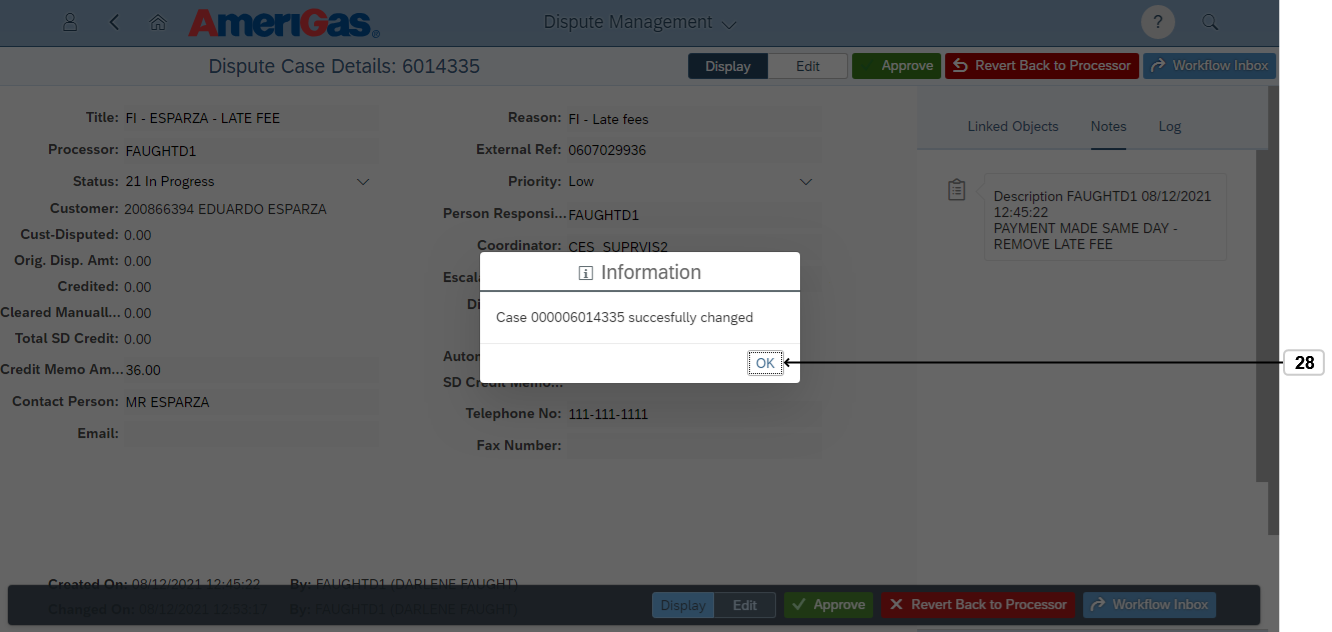 AmeriGas®
Dispute Management
?
Dispute Case Details: 6014335
Display Edit Approve Revert Back to Processor Workflow Inbox
Title: FI - ESPARZA - LATE FEE
Processor: FAUGHTD1
Status: 21 In Progress
Customer: 200866394 EDUARDO ESPARZA
Cust-Disputed: 0.00
Orig. Disp. Amt: 0.00
Credited: 0.00
Cleared Manuall... 0.00
Total SD Credit: 0.00
Credit Memo Am... 36.00
Contact Person: MR ESPARZA
Email:
Reason: FI - Late fees
External Ref: 0607029936
Priority: Low
Person Responsi... FAUGHTD1
Coordinator: CES_SUPRVIS2
Escal
Di
Auton
SD Credit Memo...
Telephone No: 111-111-1111
Fax Number:
Linked Objects Notes Log
Description FAUGHTD1 08/12/2021
12:45:22
PAYMENT MADE SAME DAY -
REMOVE LATE FEE
Information
Case 000006014335 succesfully changed
OK
28
Created On: 08/12/2021 12:45:22 By: FAUGHTD1 (DARLENE FAUGHT)
Changed On: 08/12/2021 12:53:17 By: FAUGHTD1 (DARLENE FAUGHT)
Display Edit Approve Revert Back to Processor Workflow Inbox